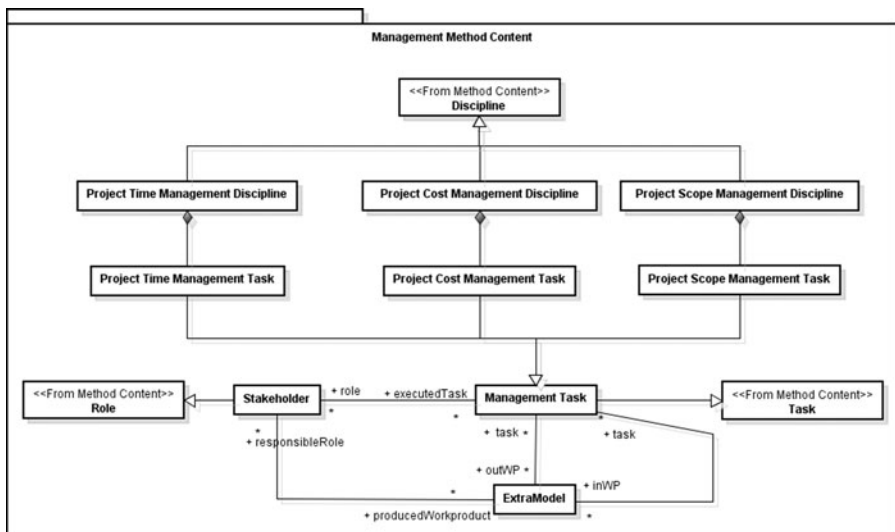 Management Method Content
<<From Method Content>>
Discipline
Project Time Management Discipline
Project Cost Management Discipline
Project Scope Management Discipline
Project Time Management Task
Project Cost Management Task
Project Scope Management Task
<<From Method Content>>
Role
Stakeholder
+ role
*
+ executedTask
*
Management Task
<<From Method Content>>
Task
*
+ responsibleRole
+ task *
*
+ task
+ outWP *
+ inWP
*
+ producedWorkproduct
ExtraModel
*